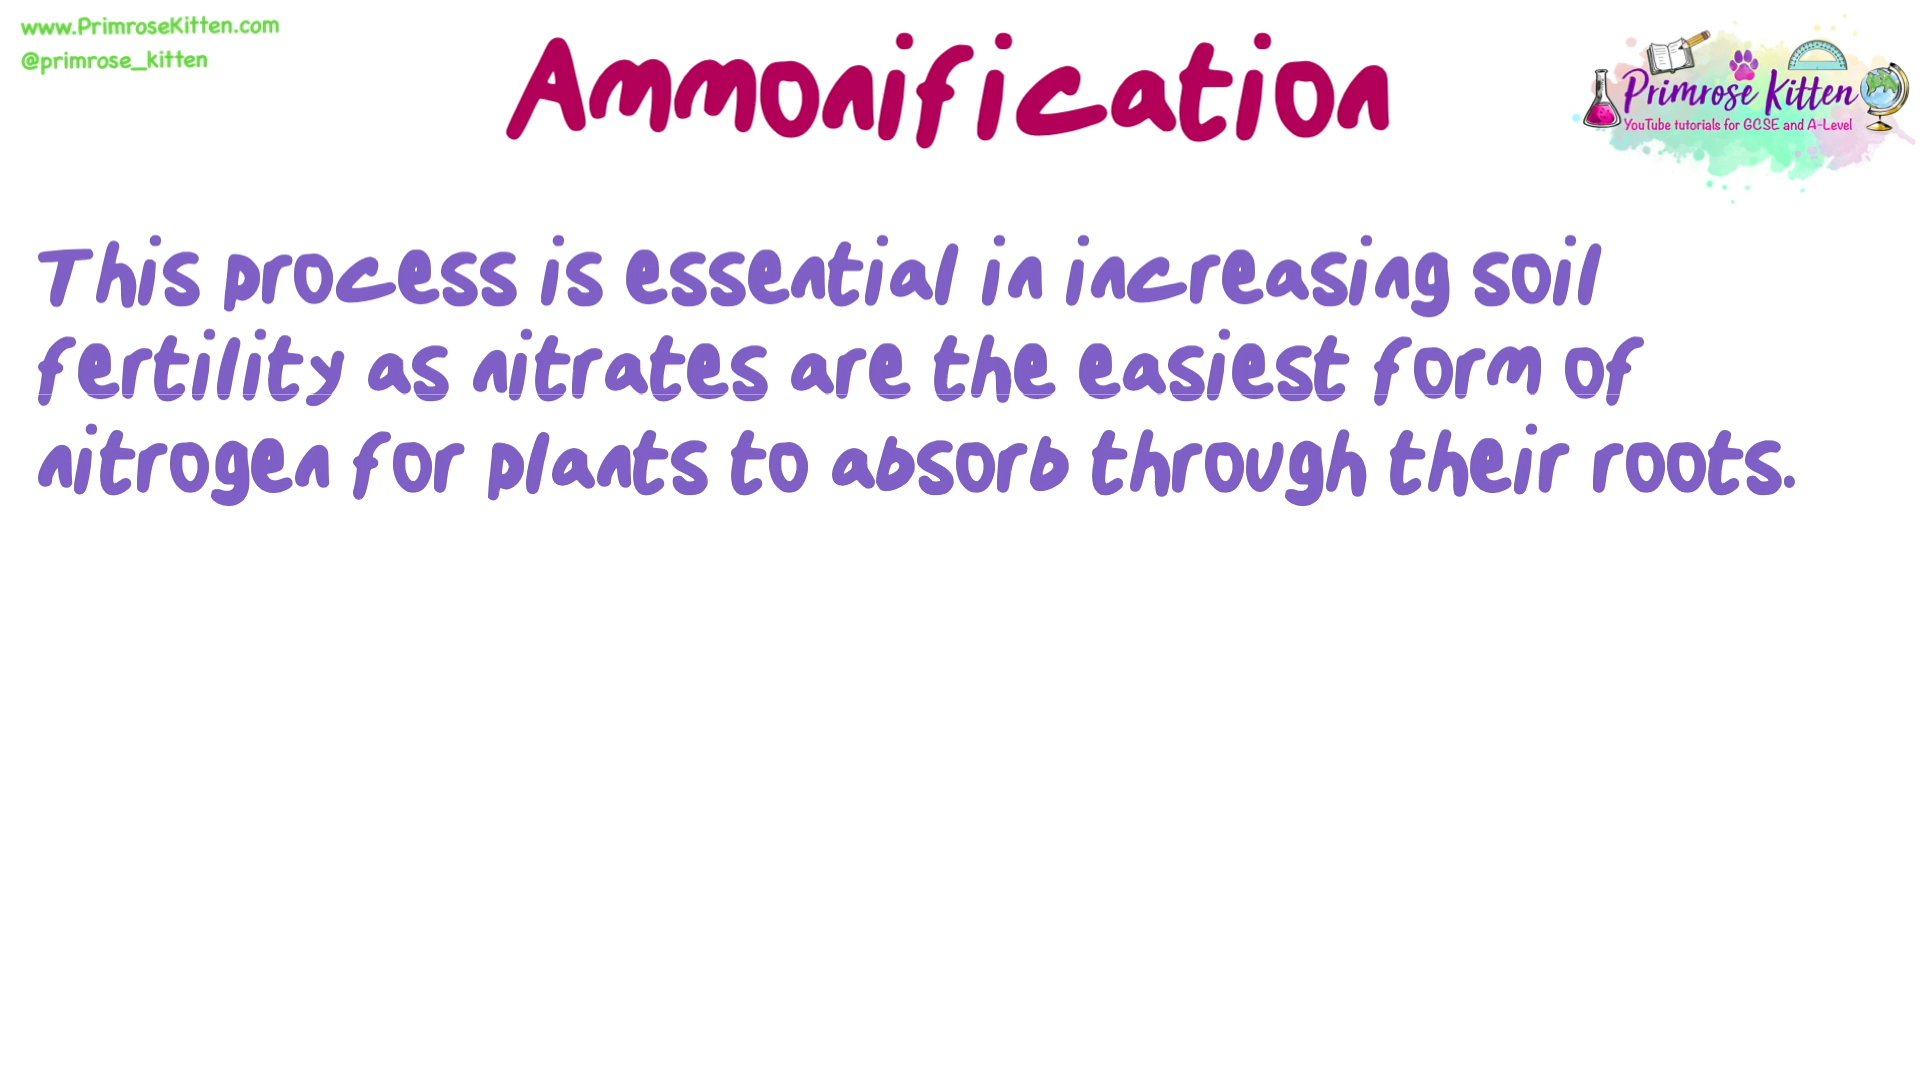 www.PrimroseKitten.com
@primrose_kitten
Ammonification
Primrose Kitten
YouTube tutorials for GCSE and A-Level
This process is essential in increasing soil
fertility as nitrates are the easiest form of
nitrogen for plants to absorb through their roots.